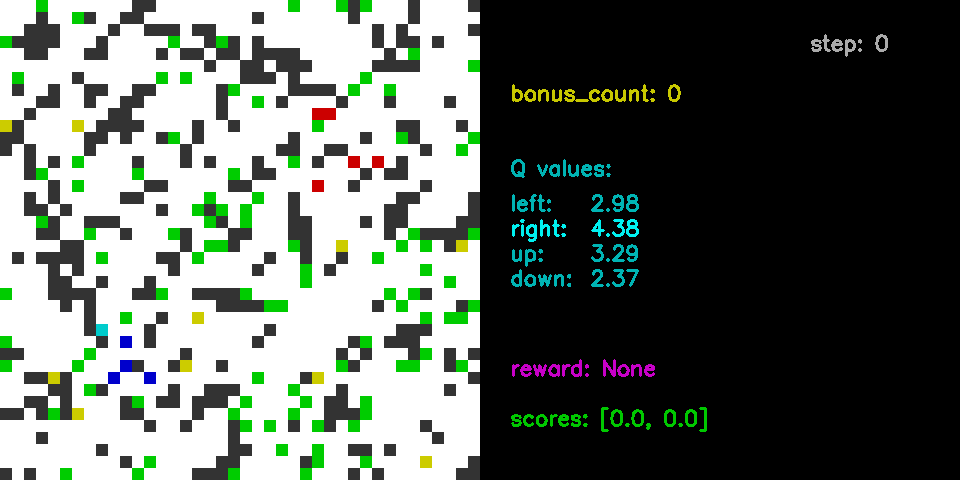 step: 0
bonus_count: 0
Q values:
left: 2.98
right: 4.38
up: 3.29
down: 2.37
reward: None
scores: [0.0, 0.0]